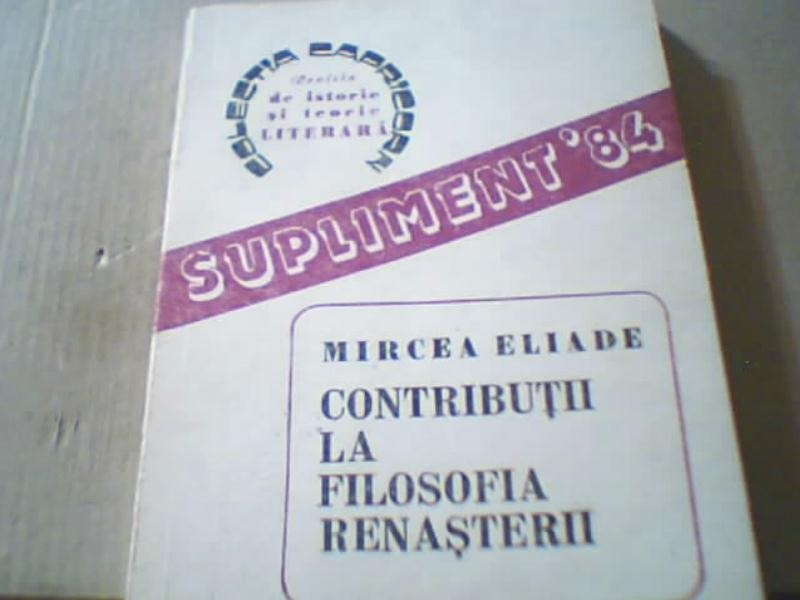 COLECȚIA CAPRICORN
Revista
de istorie
și teorie
LITERARĂ
SUPLIMENT '84
MIRCEA ELIADE
CONTRIBUȚII
LA
FILOSOFIA
RENAȘTERII